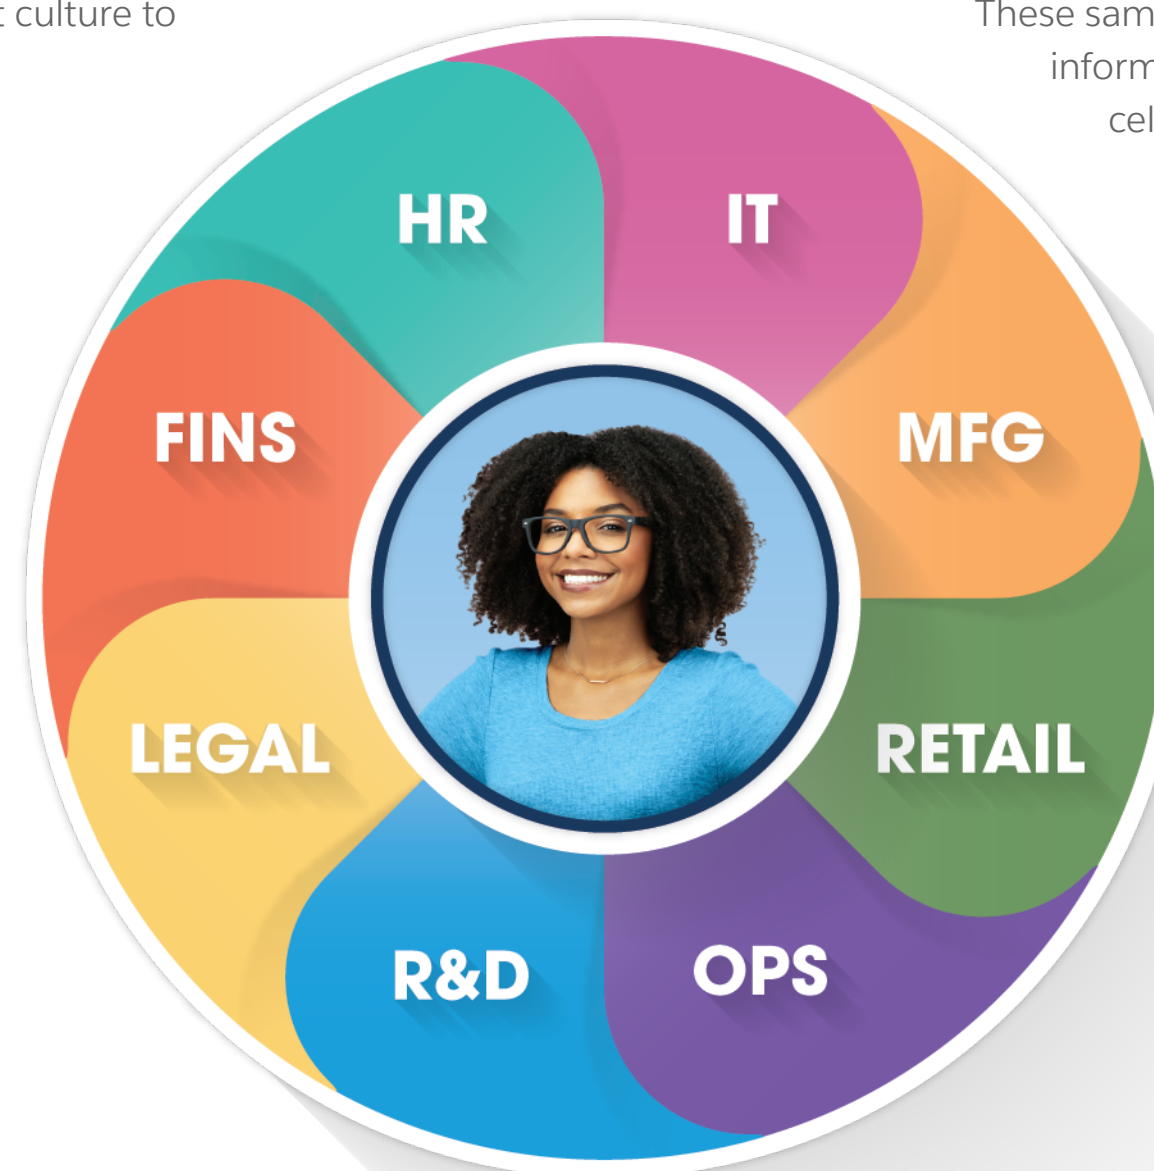 t culture to
These sam
inform
cel
HR
IT
FINS
MFG
LEGAL
RETAIL
R&D
OPS